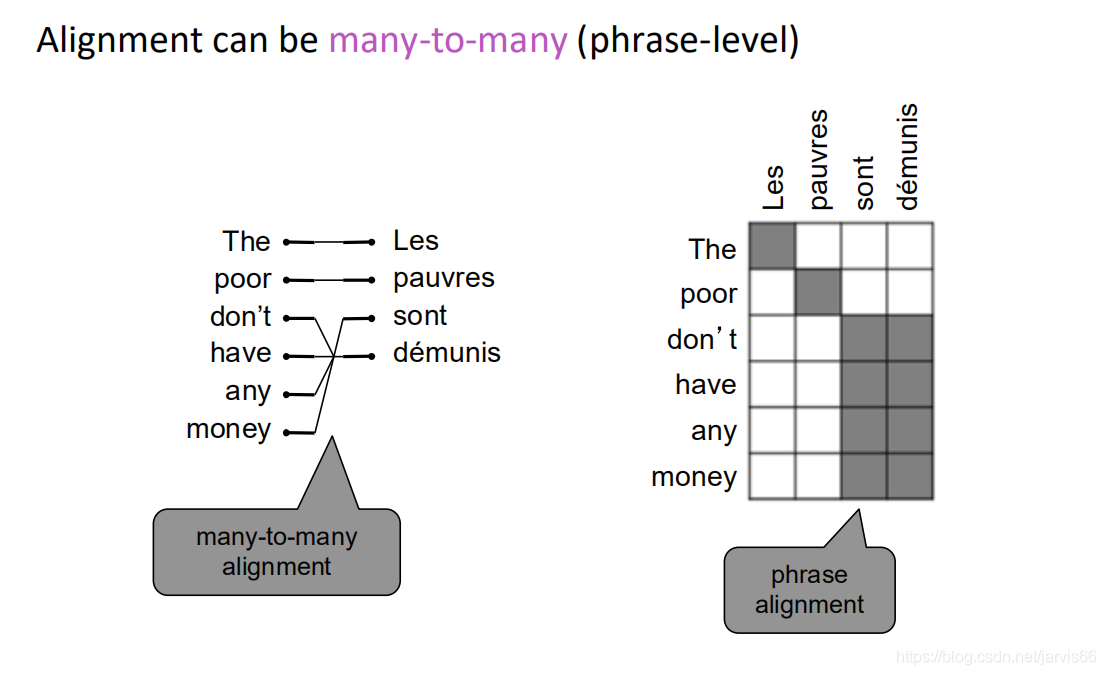 Alignment can be many-to-many (phrase-level)
The Les
poor pauvres
don’t sont
have démunis
any
money
many-to-many
alignment
Les pauvres sont démunis
The
poor
don’t
have
any
money
phrase
alignment
https://blog.csdn.net/jarvis66